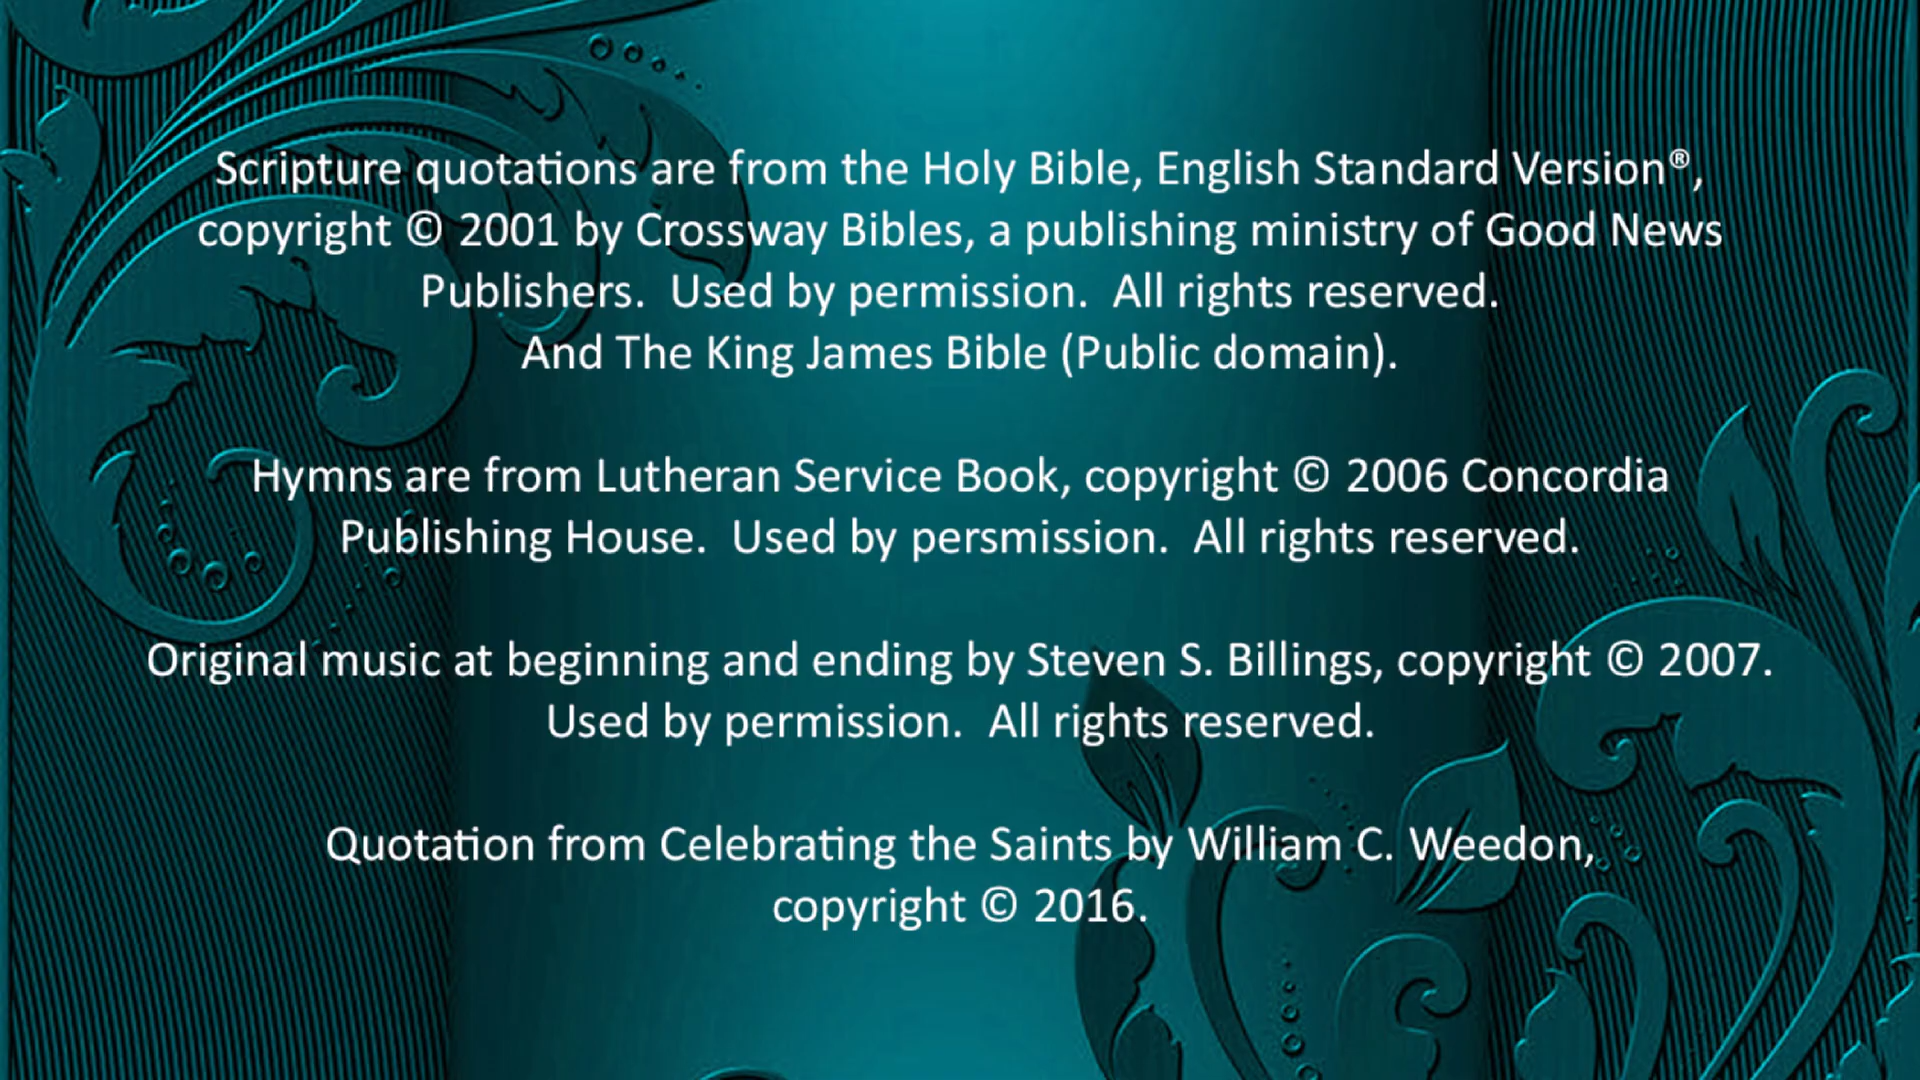 Scripture quotations are from the Holy Bible, English Standard Version®,
copyright © 2001 by Crossway Bibles, a publishing ministry of Good News
Publishers.  Used by permission.  All rights reserved.
And The King James Bible (Public domain).
Hymns are from Lutheran Service Book, copyright © 2006 Concordia
Publishing House.  Used by persmission.  All rights reserved.
Original music at beginning and ending by Steven S. Billings, copyright © 2007.
Used by permission.  All rights reserved.
Quotation from Celebrating the Saints by William C. Weedon,
copyright © 2016.